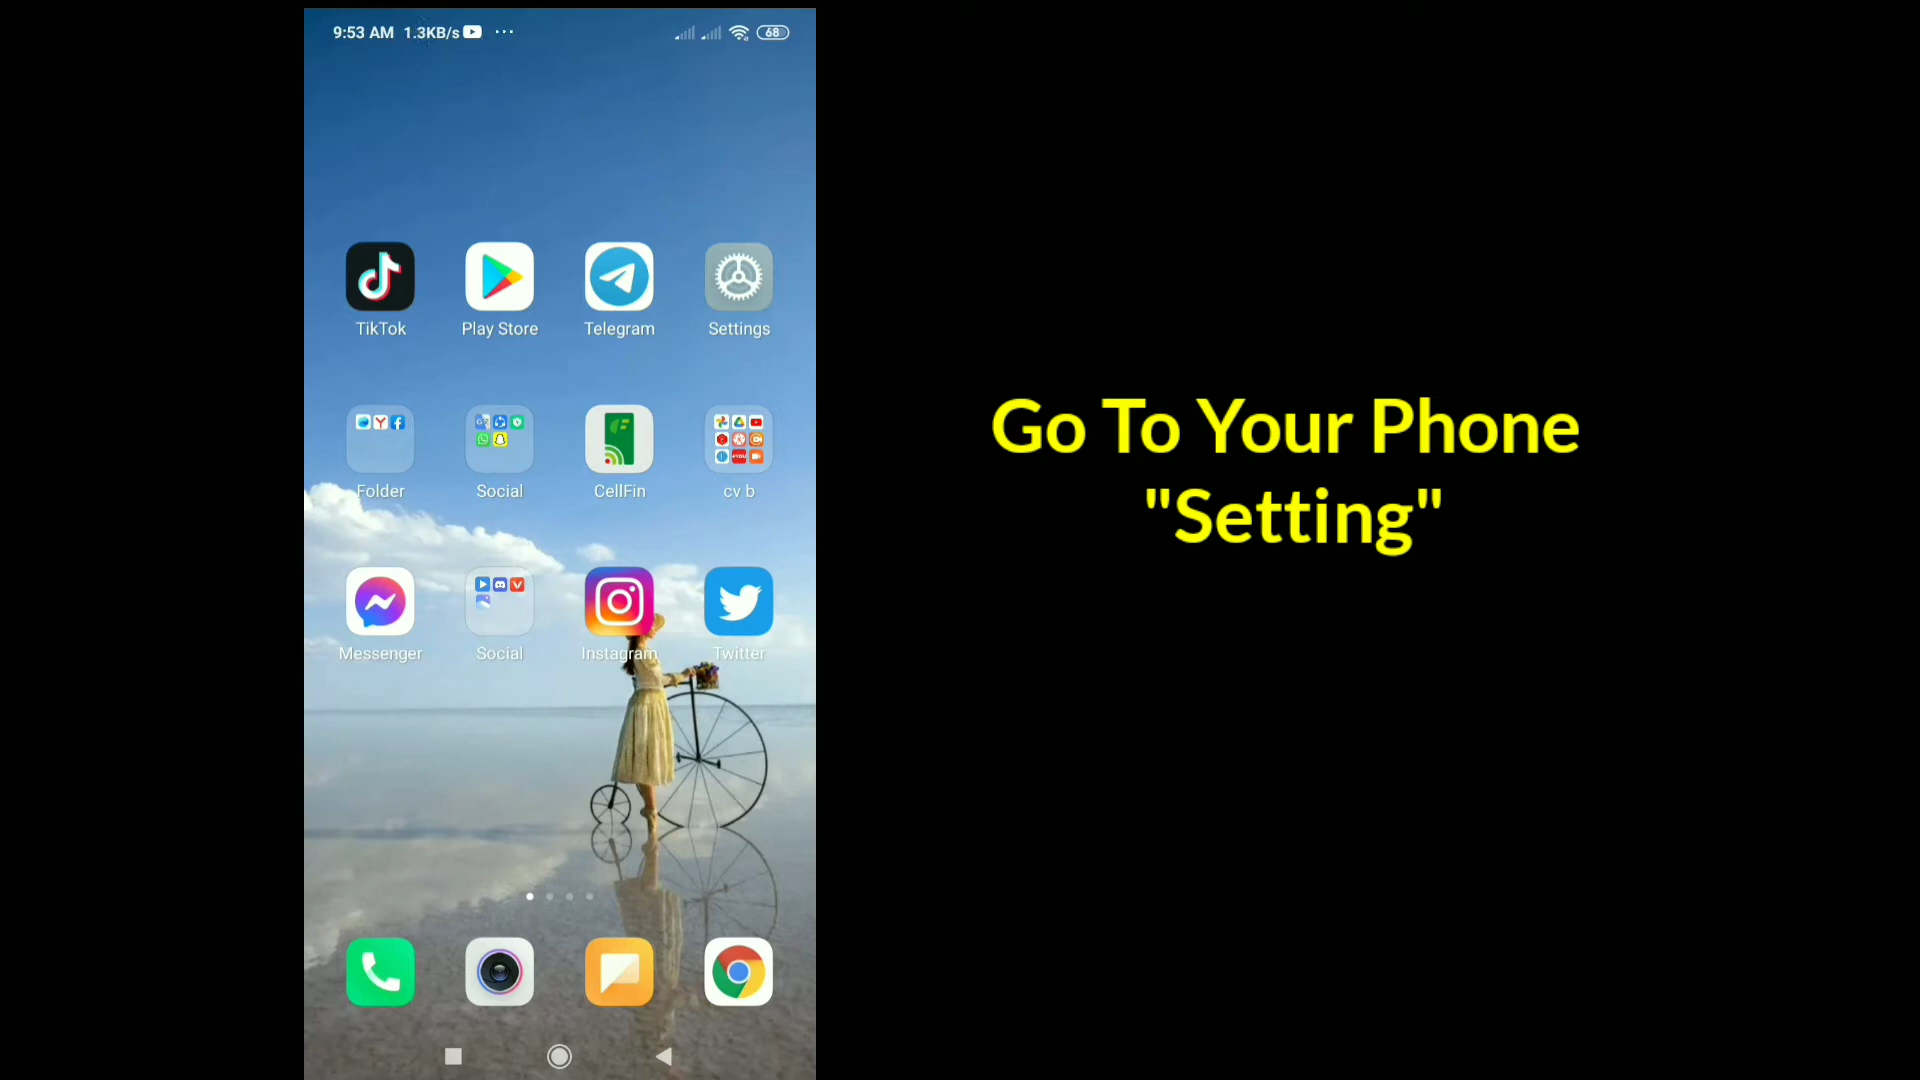 9:53 AM 1.3KB/s ... 68
TikTok Play Store Telegram Settings
Folder Social CellFin cv b
Messenger Social Instagram Twitter
Go To Your Phone
"Setting"